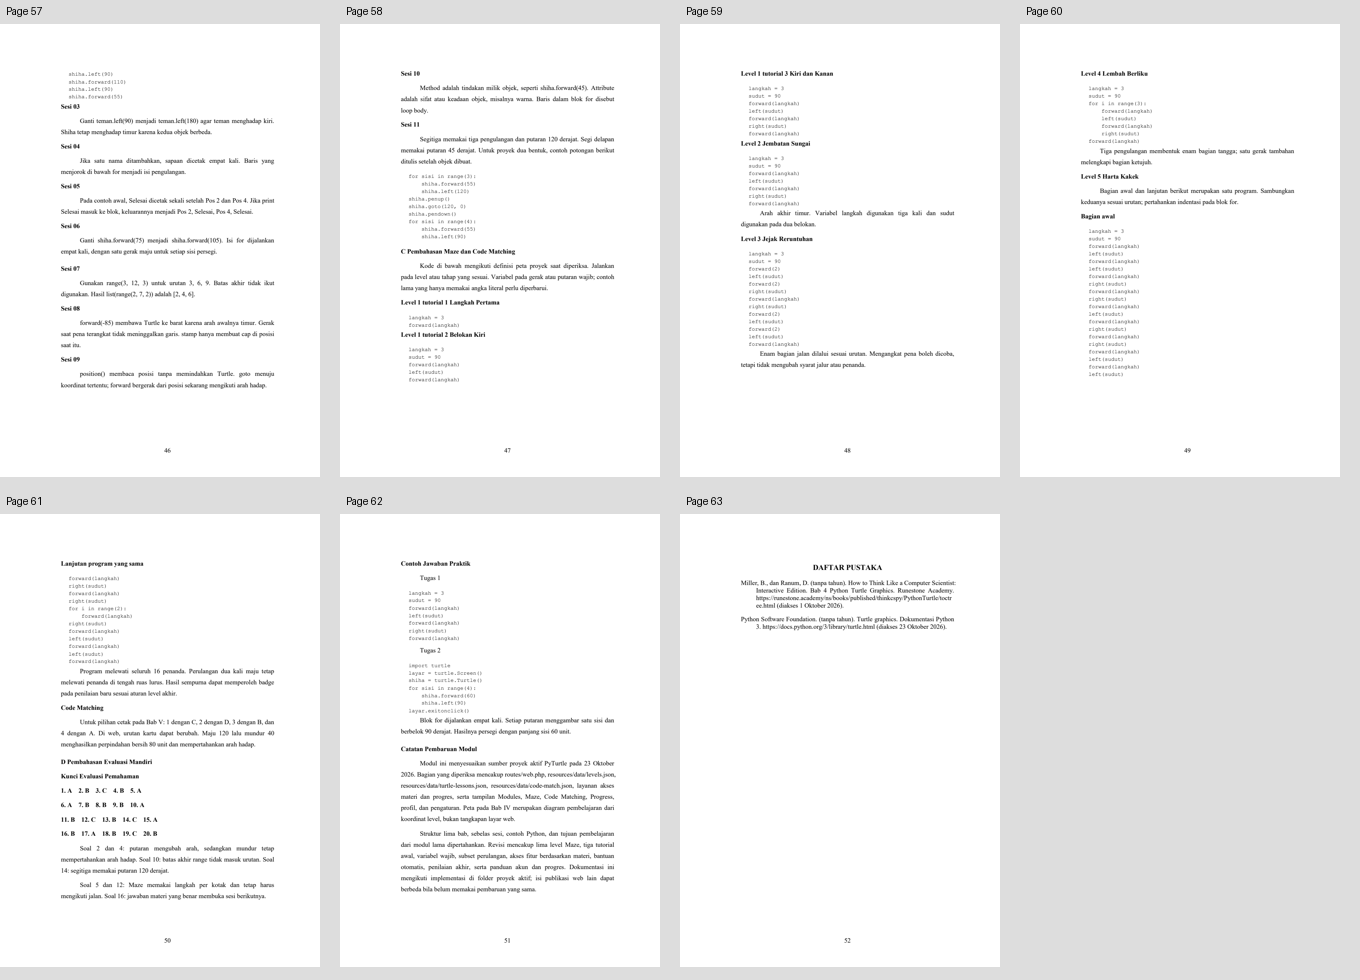 Page 57
shiha.left(90)
shiha.forward(110)
shiha.left(90)
shiha.forward(55)
Sesi 03
Ganti teman.left(90) menjadi teman.left(180) agar teman menghadap kiri.
Shiha tetap menghadap timur karena kedua objek berbeda.
Sesi 04
Jika satu nama ditambahkan, sapaan dicetak empat kali. Baris yang
menjorok di bawah for menjadi isi pengulangan.
Sesi 05
Pada contoh awal, Selesai dicetak sekali setelah Pos 2 dan Pos 4. Jika print
Selesai masuk ke blok, keluarannya menjadi Pos 2, Selesai, Pos 4, Selesai.
Sesi 06
Ganti shiha.forward(75) menjadi shiha.forward(105). Isi for dijalankan
empat kali, dengan satu gerak maju untuk setiap sisi persegi.
Sesi 07
Gunakan range(3, 12, 3) untuk urutan 3, 6, 9. Batas akhir tidak ikut
digunakan. Hasil list(range(2, 7, 2)) adalah [2, 4, 6].
Sesi 08
forward(-85) membawa Turtle ke barat karena arah awalnya timur. Gerak
saat pena terangkat tidak meninggalkan garis. stamp hanya membuat cap di posisi
saat itu.
Sesi 09
position() membaca posisi tanpa memindahkan Turtle. goto menuju
koordinat tertentu; forward bergerak dari posisi sekarang mengikuti arah hadap.
46
Page 58
Sesi 10
Method adalah tindakan milik objek, seperti shiha.forward(45). Attribute
adalah sifat atau keadaan objek, misalnya warna. Baris dalam blok for disebut
loop body.
Sesi 11
Segitiga memakai tiga pengulangan dan putaran 120 derajat. Segi delapan
memakai putaran 45 derajat. Untuk proyek dua bentuk, contoh potongan berikut
ditulis setelah objek dibuat.
for sisi in range(3):
shiha.forward(55)
shiha.left(120)
shiha.penup()
shiha.goto(120, 0)
shiha.pendown()
for sisi in range(4):
shiha.forward(55)
shiha.left(90)
C Pembahasan Maze dan Code Matching
Kode di bawah mengikuti definisi peta proyek saat diperiksa. Jalankan
pada level atau tahap yang sesuai. Variabel pada gerak atau putaran wajib; contoh
lama yang hanya memakai angka literal perlu diperbarui.
Level 1 tutorial 1 Langkah Pertama
langkah = 3
forward(langkah)
Level 1 tutorial 2 Belokan Kiri
langkah = 3
sudut = 90
forward(langkah)
left(sudut)
forward(langkah)
47
Page 59
Level 1 tutorial 3 Kiri dan Kanan
langkah = 3
sudut = 90
forward(langkah)
left(sudut)
forward(langkah)
right(sudut)
forward(langkah)
Level 2 Jembatan Sungai
langkah = 3
sudut = 90
forward(langkah)
left(sudut)
forward(langkah)
right(sudut)
forward(langkah)
Arah akhir timur. Variabel langkah digunakan tiga kali dan sudut
digunakan pada dua belokan.
Level 3 Jejak Reruntuhan
langkah = 3
sudut = 90
forward(2)
left(sudut)
forward(2)
right(sudut)
forward(langkah)
right(sudut)
forward(2)
left(sudut)
forward(2)
left(sudut)
forward(langkah)
Enam bagian jalan dilalui sesuai urutan. Mengangkat pena boleh dicoba,
tetapi tidak mengubah syarat jalur atau penanda.
48
Page 60
Level 4 Lembah Berliku
langkah = 3
sudut = 90
for i in range(3):
forward(langkah)
left(sudut)
forward(langkah)
right(sudut)
forward(langkah)
Tiga pengulangan membentuk enam bagian tangga; satu gerak tambahan
melengkapi bagian ketujuh.
Level 5 Harta Kakek
Bagian awal dan lanjutan berikut merupakan satu program. Sambungkan
keduanya sesuai urutan; pertahankan indentasi pada blok for.
Bagian awal
langkah = 3
sudut = 90
forward(langkah)
left(sudut)
forward(langkah)
left(sudut)
forward(langkah)
right(sudut)
forward(langkah)
right(sudut)
forward(langkah)
left(sudut)
forward(langkah)
right(sudut)
forward(langkah)
right(sudut)
forward(langkah)
left(sudut)
forward(langkah)
left(sudut)
49
Page 61
Lanjutan program yang sama
forward(langkah)
right(sudut)
forward(langkah)
right(sudut)
for i in range(2):
forward(langkah)
right(sudut)
forward(langkah)
left(sudut)
forward(langkah)
left(sudut)
forward(langkah)
Program melewati seluruh 16 penanda. Perulangan dua kali maju tetap
melewati penanda di tengah ruas lurus. Hasil sempurna dapat memperoleh badge
pada penilaian baru sesuai aturan level akhir.
Code Matching
Untuk pilihan cetak pada Bab V: 1 dengan C, 2 dengan D, 3 dengan B, dan
4 dengan A. Di web, urutan kartu dapat berubah. Maju 120 lalu mundur 40
menghasilkan perpindahan bersih 80 unit dan mempertahankan arah hadap.
D Pembahasan Evaluasi Mandiri
Kunci Evaluasi Pemahaman
1. A 2. B 3. C 4. B 5. A
6. A 7. B 8. B 9. B 10. A
11. B 12. C 13. B 14. C 15. A
16. B 17. A 18. B 19. C 20. B
Soal 2 dan 4: putaran mengubah arah, sedangkan mundur tetap
mempertahankan arah hadap. Soal 10: batas akhir range tidak masuk urutan. Soal
14: segitiga memakai putaran 120 derajat.
Soal 5 dan 12: Maze memakai langkah per kotak dan tetap harus
mengikuti jalan. Soal 16: jawaban materi yang benar membuka sesi berikutnya.
50
Page 62
Contoh Jawaban Praktik
Tugas 1
langkah = 3
sudut = 90
forward(langkah)
left(sudut)
forward(langkah)
right(sudut)
forward(langkah)
Tugas 2
import turtle
layar = turtle.Screen()
shiha = turtle.Turtle()
for sisi in range(4):
shiha.forward(60)
shiha.left(90)
layar.exitonclick()
Blok for dijalankan empat kali. Setiap putaran menggambar satu sisi dan
berbelok 90 derajat. Hasilnya persegi dengan panjang sisi 60 unit.
Catatan Pembaruan Modul
Modul ini menyesuaikan sumber proyek aktif PyTurtle pada 23 Oktober
2026. Bagian yang diperiksa mencakup routes/web.php, resources/data/levels.json,
resources/data/turtle-lessons.json, resources/data/code-match.json, layanan akses
materi dan progres, serta tampilan Modules, Maze, Code Matching, Progress,
profil, dan pengaturan. Peta pada Bab IV merupakan diagram pembelajaran dari
koordinat level, bukan tangkapan layar web.
Struktur lima bab, sebelas sesi, contoh Python, dan tujuan pembelajaran
dari modul lama dipertahankan. Revisi mencakup lima level Maze, tiga tutorial
awal, variabel wajib, subset perulangan, akses fitur berdasarkan materi, bantuan
otomatis, penilaian akhir, serta panduan akun dan progres. Dokumentasi ini
mengikuti implementasi di folder proyek aktif; isi publikasi web lain dapat
berbeda bila belum memakai pembaruan yang sama.
51
Page 63
DAFTAR PUSTAKA
Miller, B., dan Ranum, D. (tanpa tahun). How to Think Like a Computer Scientist:
Interactive Edition. Bab 4 Python Turtle Graphics. Runestone Academy.
https://runestone.academy/ns/books/published/thinkcspy/PythonTurtle/toctr
ee.html (diakses 1 Oktober 2026).
Python Software Foundation. (tanpa tahun). Turtle graphics. Dokumentasi Python
3. https://docs.python.org/3/library/turtle.html (diakses 23 Oktober 2026).
52